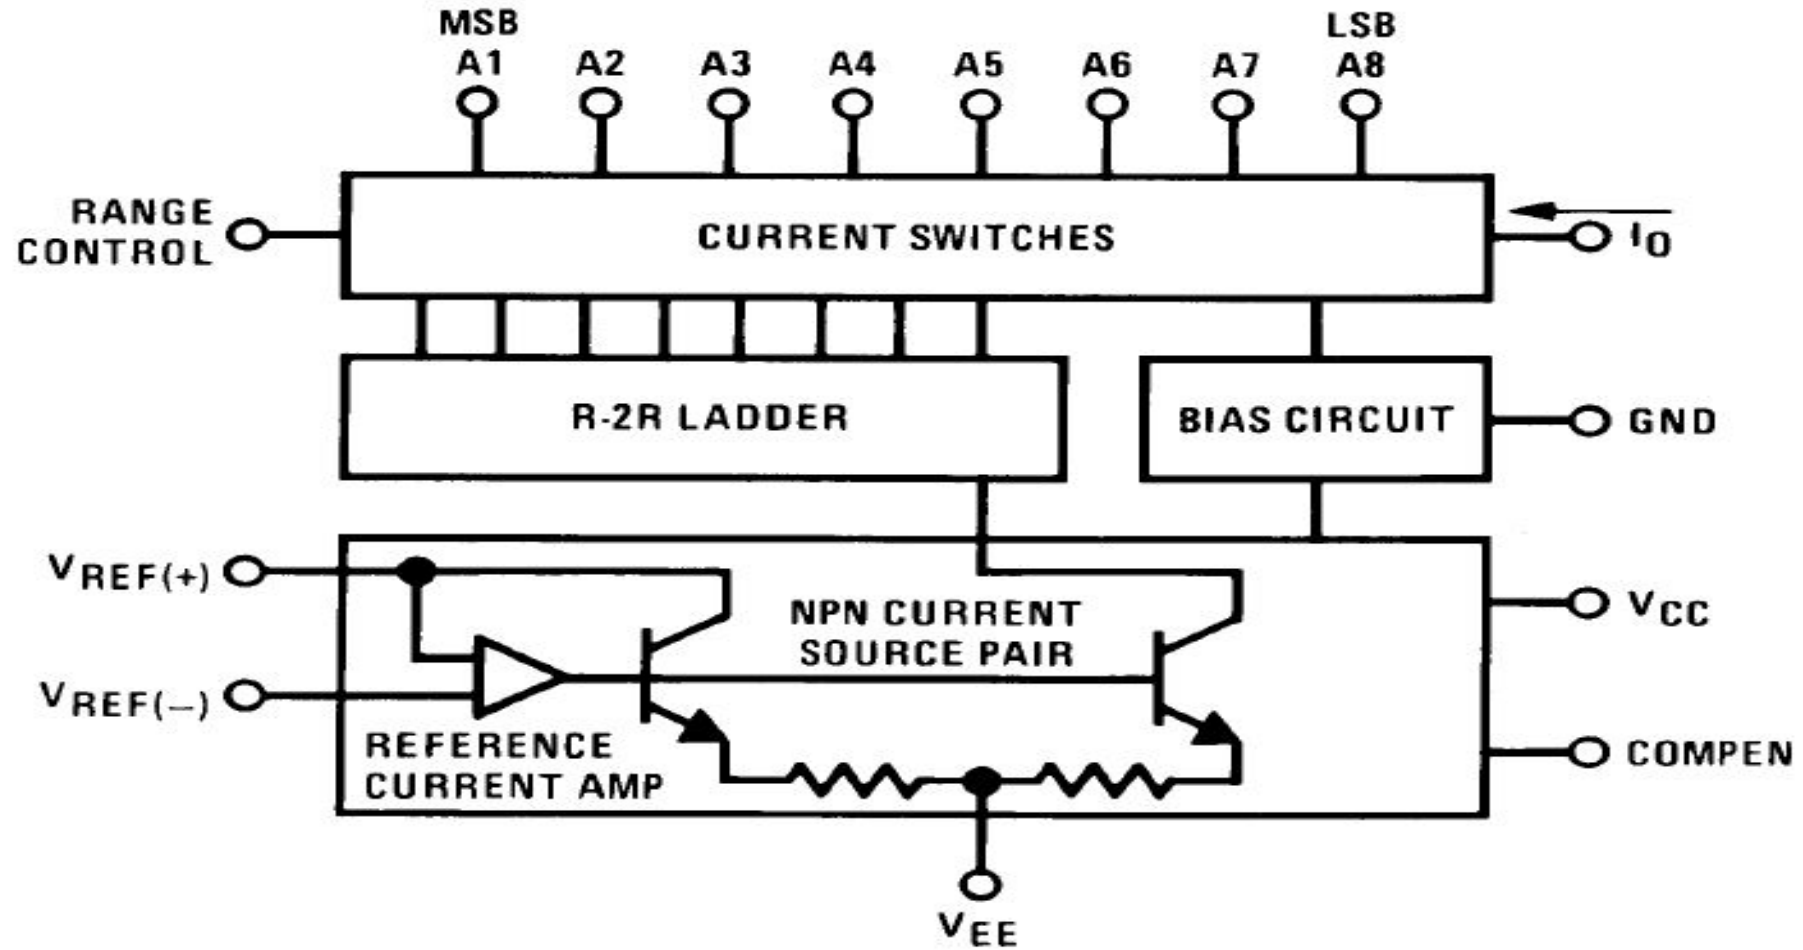 MSB
LSB
A1 A2 A3 A4 A5 A6 A7 A8
RANGE
CONTROL
CURRENT SWITCHES
IO
R-2R LADDER
BIAS CIRCUIT
GND
VREF(+)
NPN CURRENT
SOURCE PAIR
VCC
VREF(−)
REFERENCE
CURRENT AMP
COMPEN
VEE